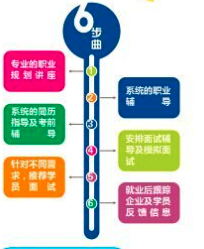 6
步
曲
专业的职业
规划讲座
1
2
系统的职业
辅导
系统的简历
指导及考前
辅导
3
4
安排面试辅
导及模拟面
试
针对不同需
求，推荐学
员面试
5
6
就业后跟踪
企业及学员
反馈信息